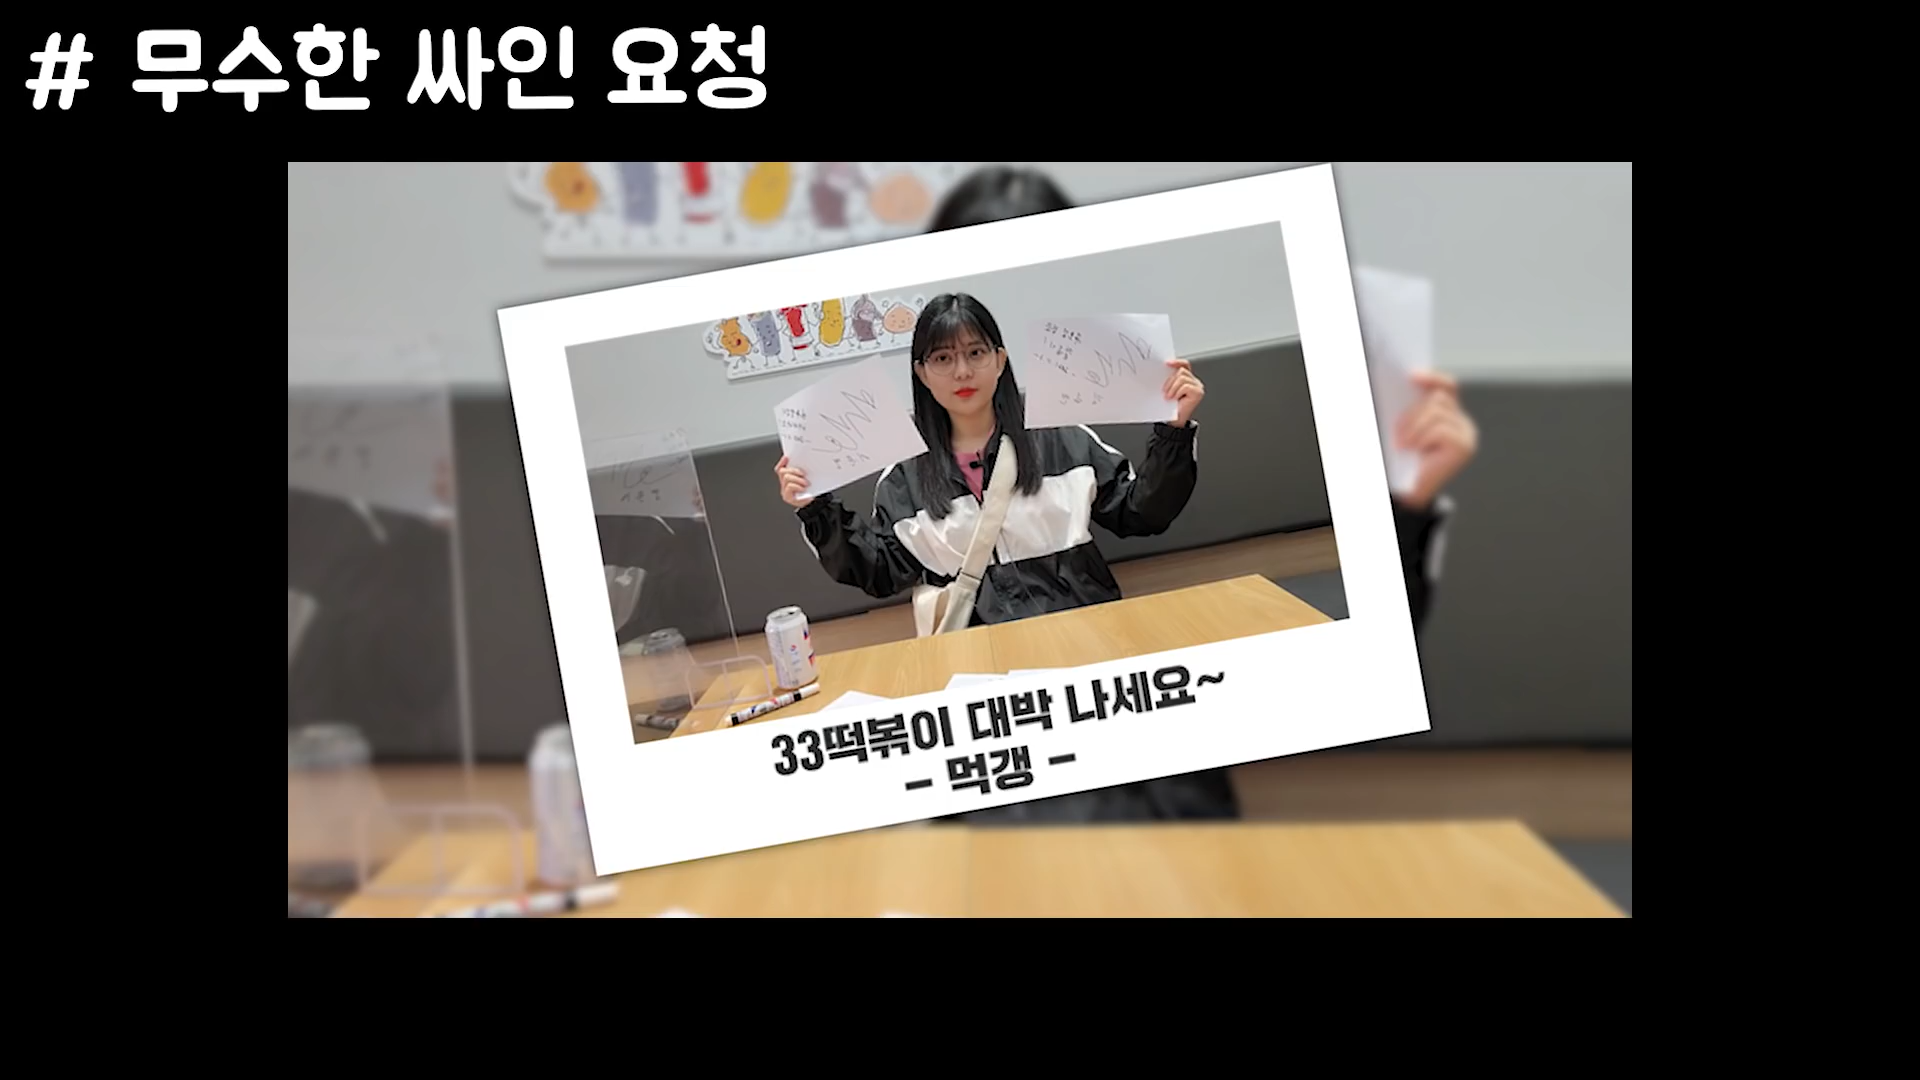 # 무수한 싸인 요청
33떡볶이 대박 나세요~
- 먹갱 -